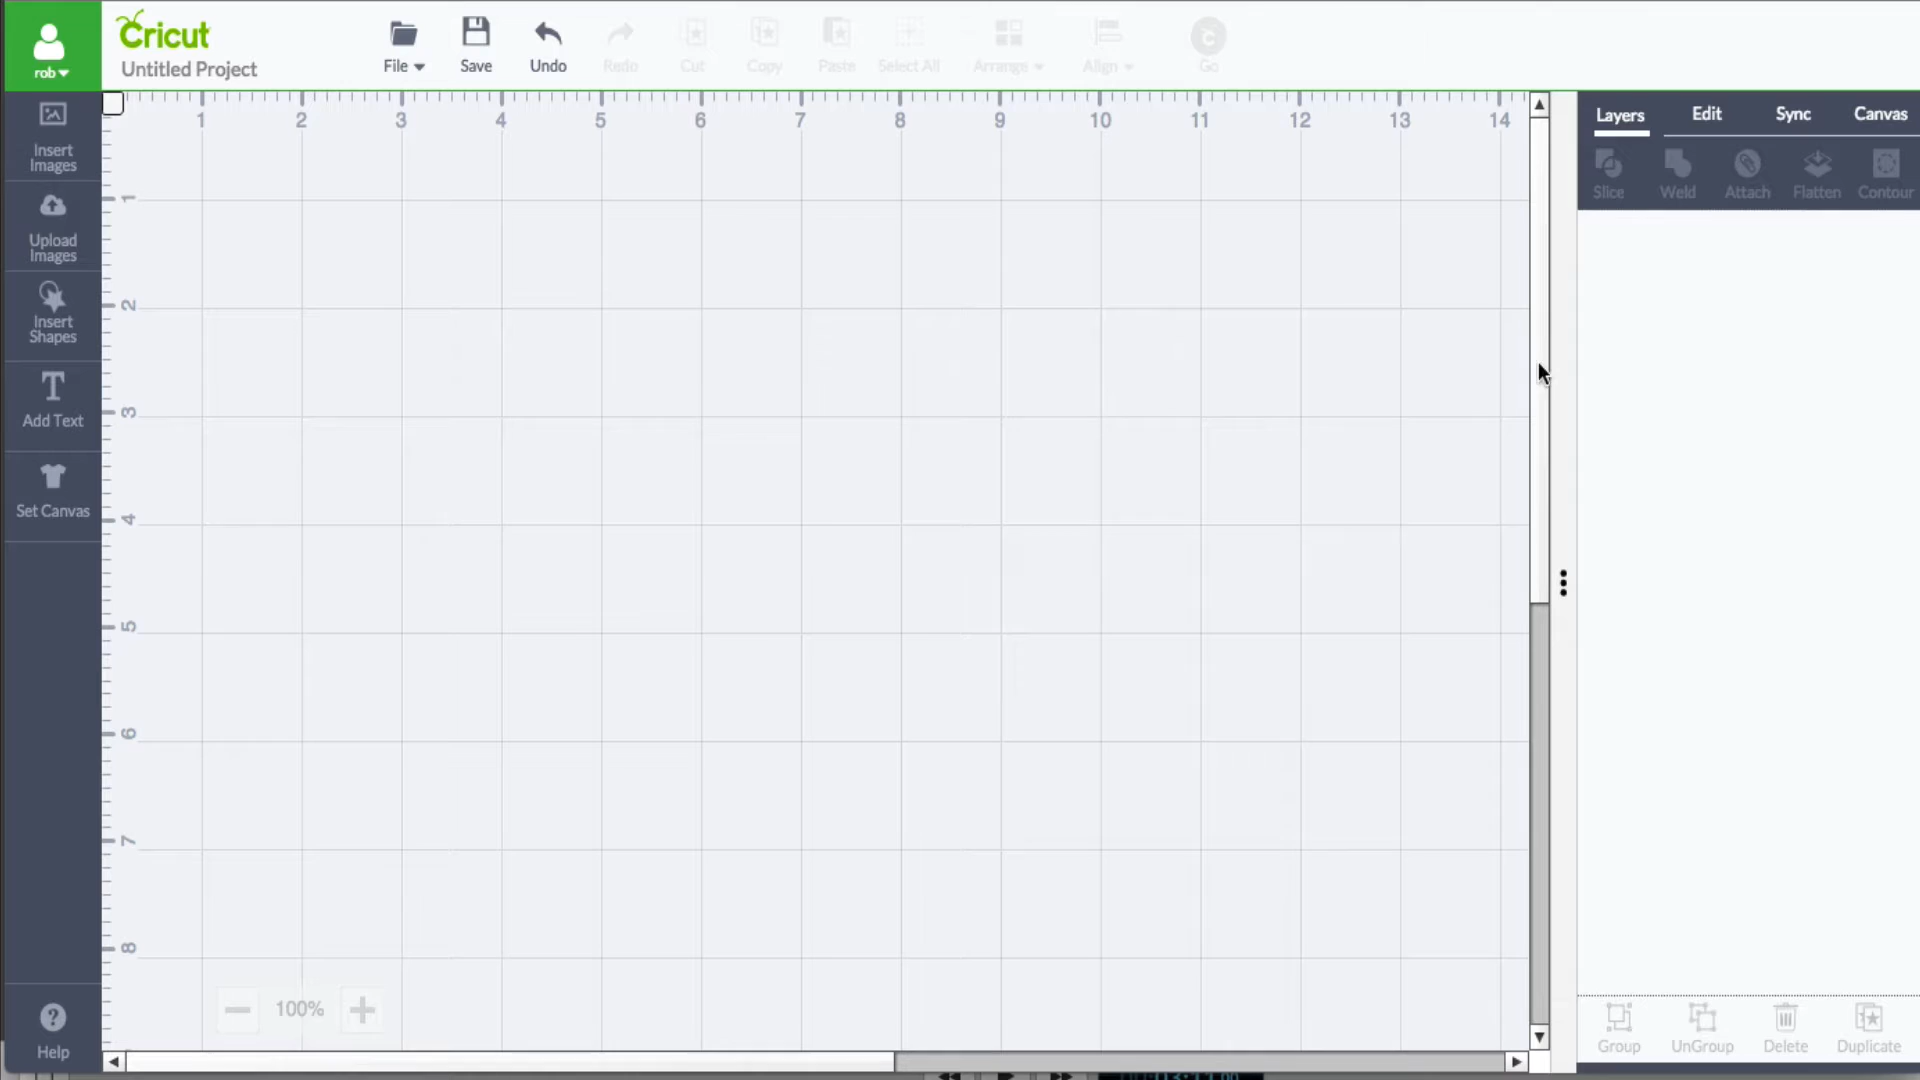 Cricut
Untitled Project
rob
File
Save
Undo
Redo
Cut
Copy
Paste
Select All
Arrange
Align
Go
Insert
Images
Upload
Images
Insert
Shapes
Add Text
Set Canvas
Help
1 2 3 4 5 6 7 8 9 10 11 12 13 14
1
2
3
4
5
6
7
8
100%
Layers
Edit
Sync
Canvas
Slice
Weld
Attach
Flatten
Contour
Group
UnGroup
Delete
Duplicate